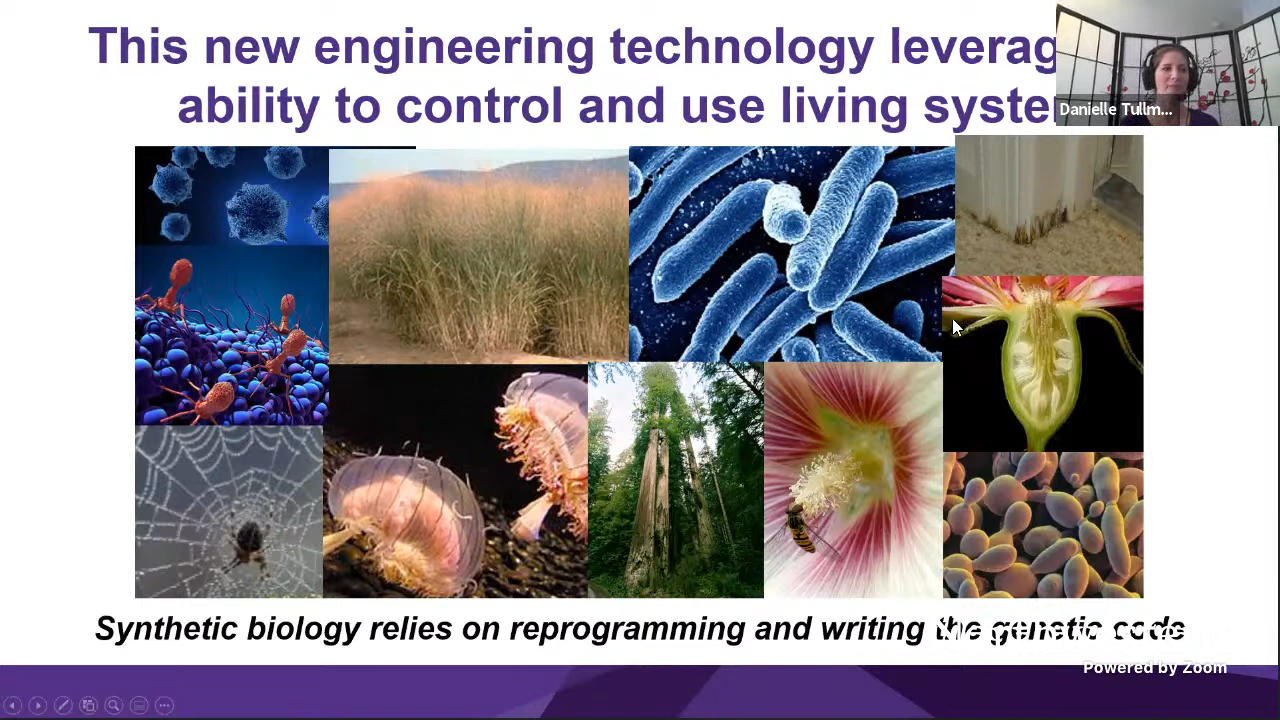 This new engineering technology leverag
ability to control and use living syste
Danielle Tullm...
Synthetic biology relies on reprogramming and writing the genetic code
Powered by Zoom